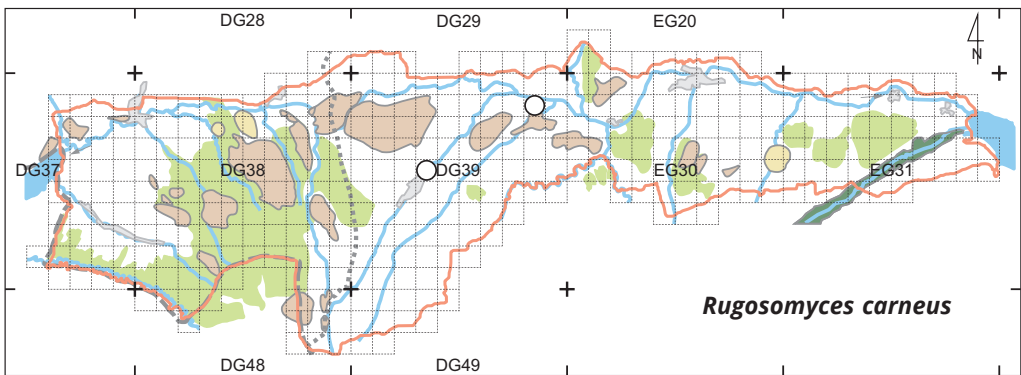 DG28 DG29 EG20
N
DG37 DG38 DG39 EG30 EG31
Rugosomyces carneus
DG48 DG49